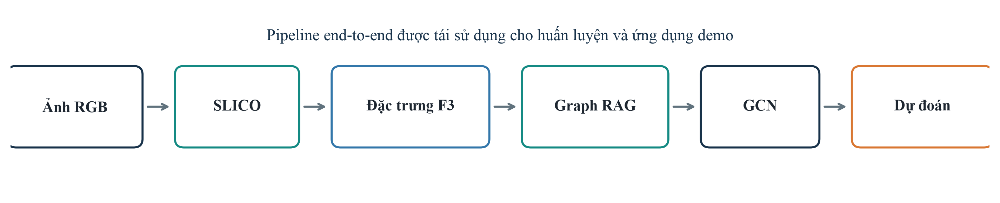 Pipeline end-to-end được tái sử dụng cho huấn luyện và ứng dụng demo
Ảnh RGB
SLICO
Đặc trưng F3
Graph RAG
GCN
Dự đoán